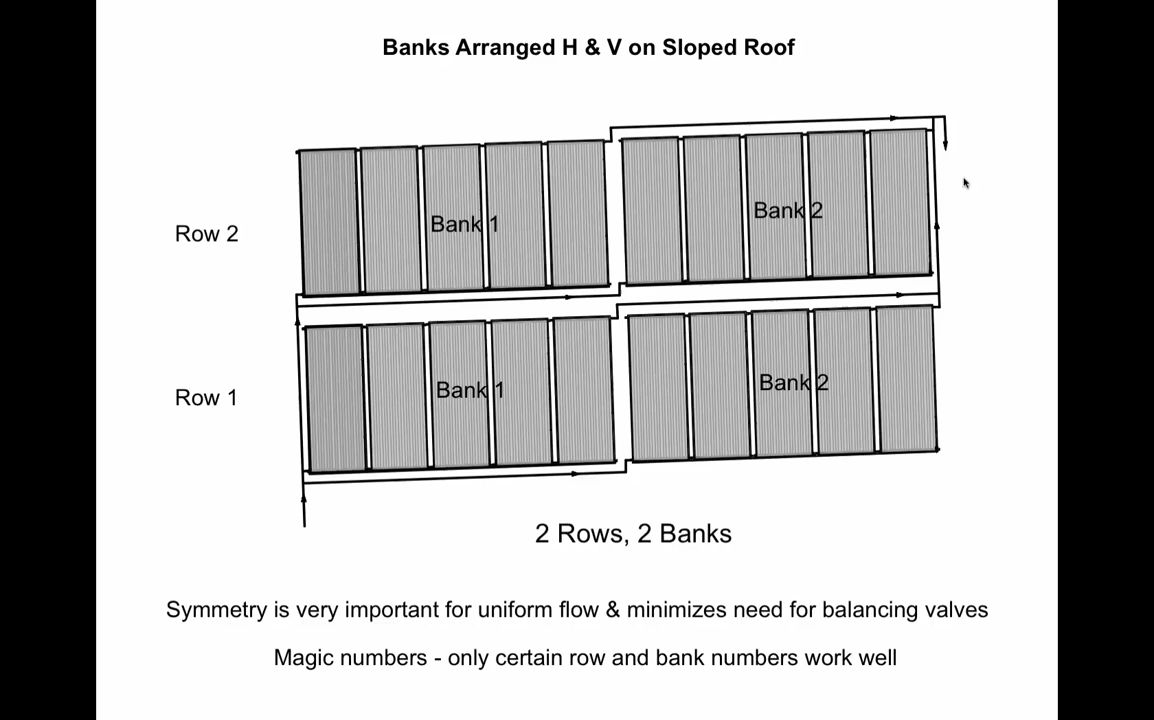 Banks Arranged H & V on Sloped Roof
Row 2
Bank 1
Bank 2
Row 1
Bank 1
Bank 2
2 Rows, 2 Banks
Symmetry is very important for uniform flow & minimizes need for balancing valves
Magic numbers - only certain row and bank numbers work well